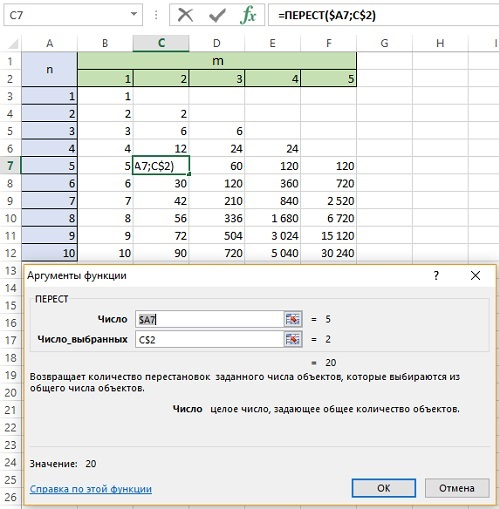 C7 =ПЕРЕСТ($A7;C$2)
A B C D E F G H I
1 n m
2 1 2 3 4 5
3 1 1
4 2 2 2
5 3 3 6 6
6 4 4 12 24 24
7 5 5 A7;C$2) 60 120 120
8 6 6 30 120 360 720
9 7 7 42 210 840 2 520
10 8 8 56 336 1 680 6 720
11 9 9 72 504 3 024 15 120
12 10 10 90 720 5 040 30 240
13
14 Аргументы функции ? ×
15 ПЕРЕСТ
16 Число $A7 = 5
17 Число_выбранных C$2 = 2
18 = 20
19 Возвращает количество перестановок заданного числа объектов, которые выбираются из
20 общего числа объектов.
21 Число целое число, задающее общее количество объектов.
22
23
24 Значение: 20
25 Справка по этой функции ОК Отмена
26